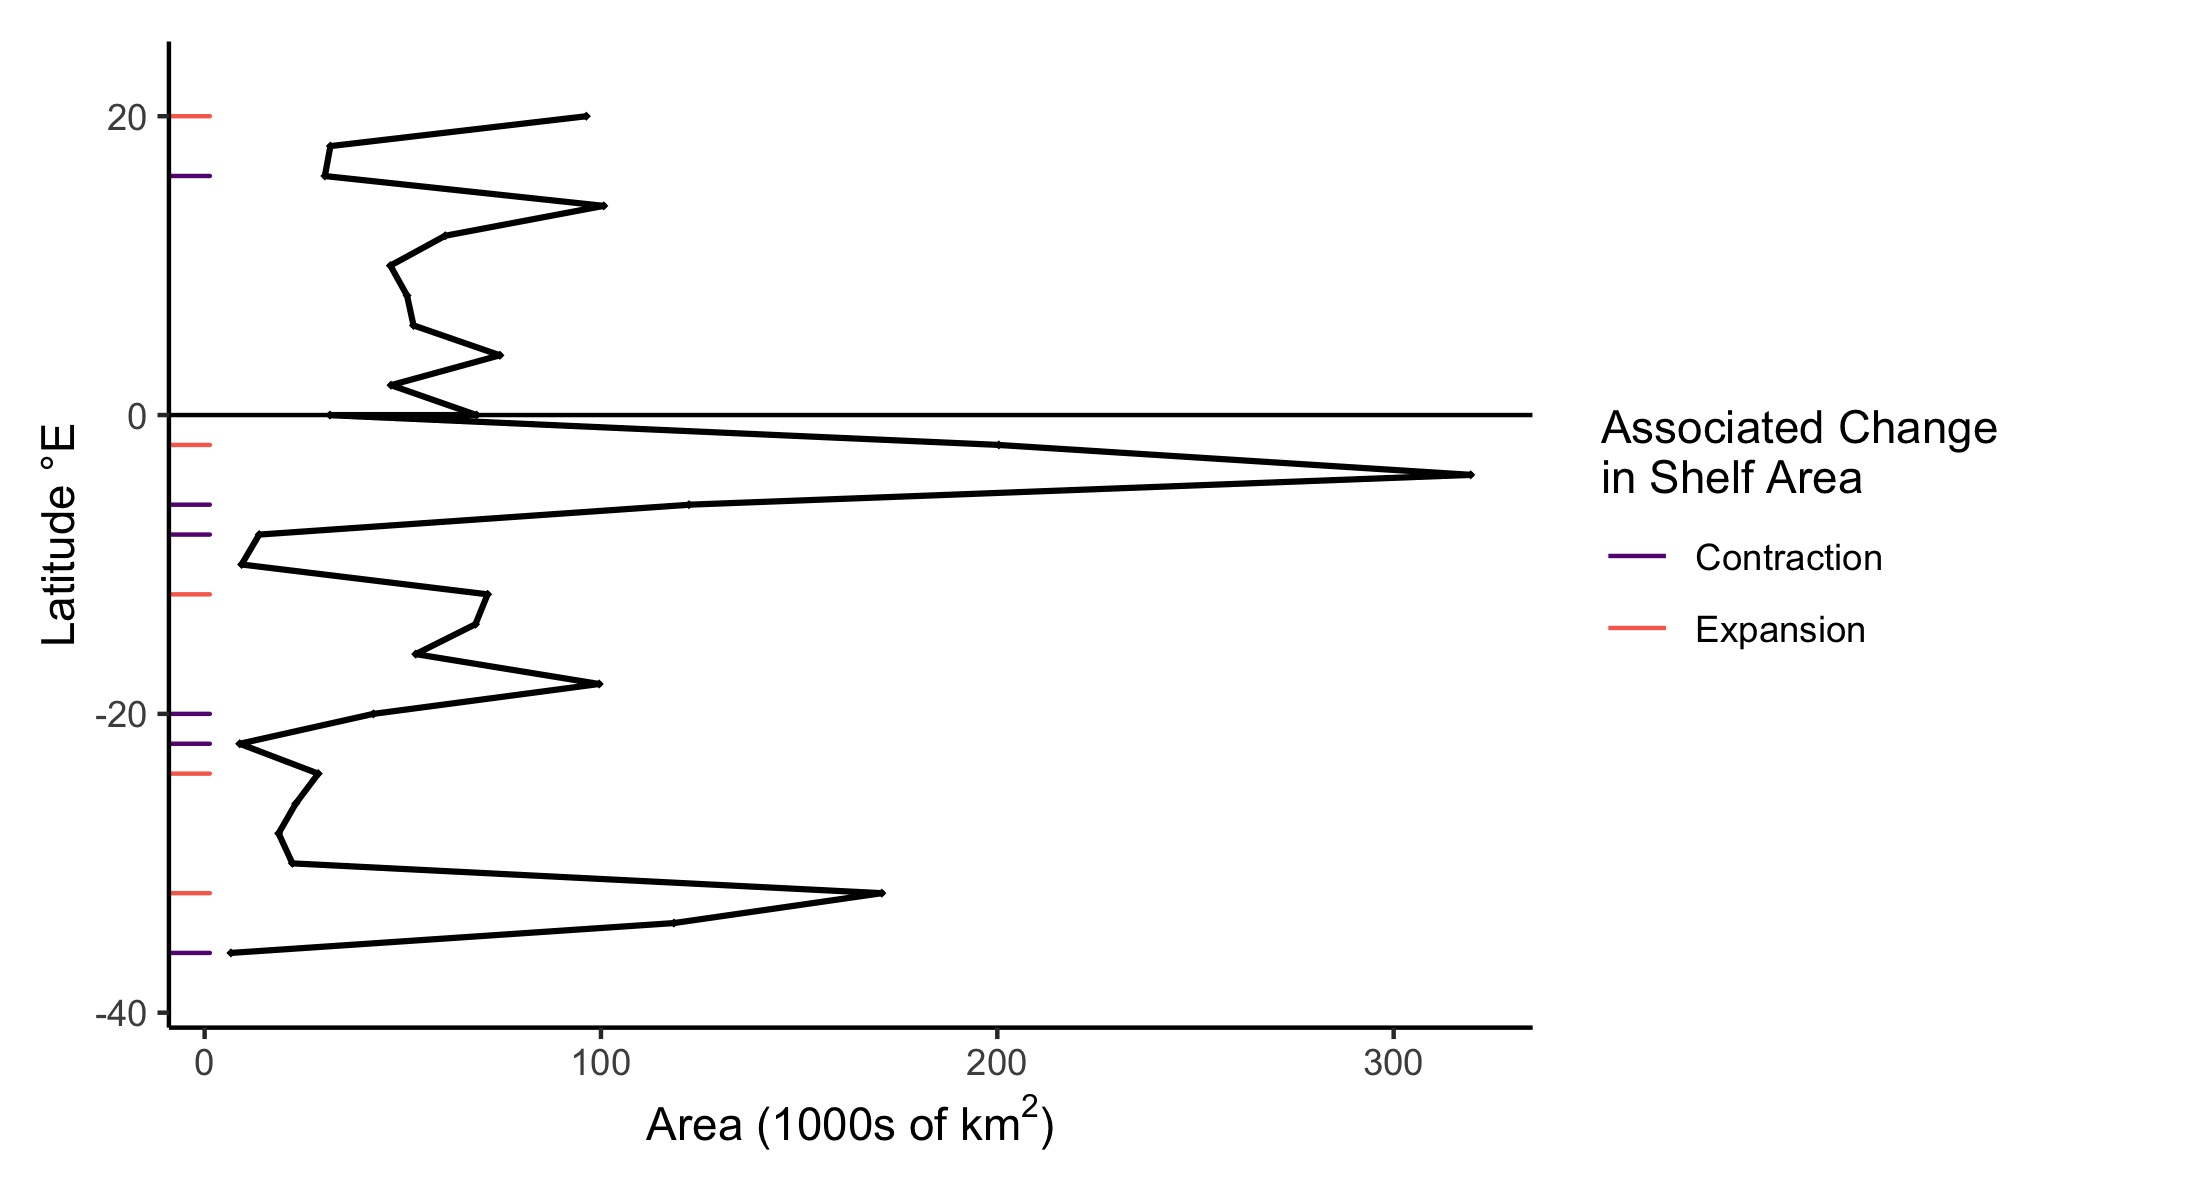 20
0
-20
-40
Latitude °E
0
100
200
300
Area (1000s of km²)
Associated Change
in Shelf Area
Contraction
Expansion